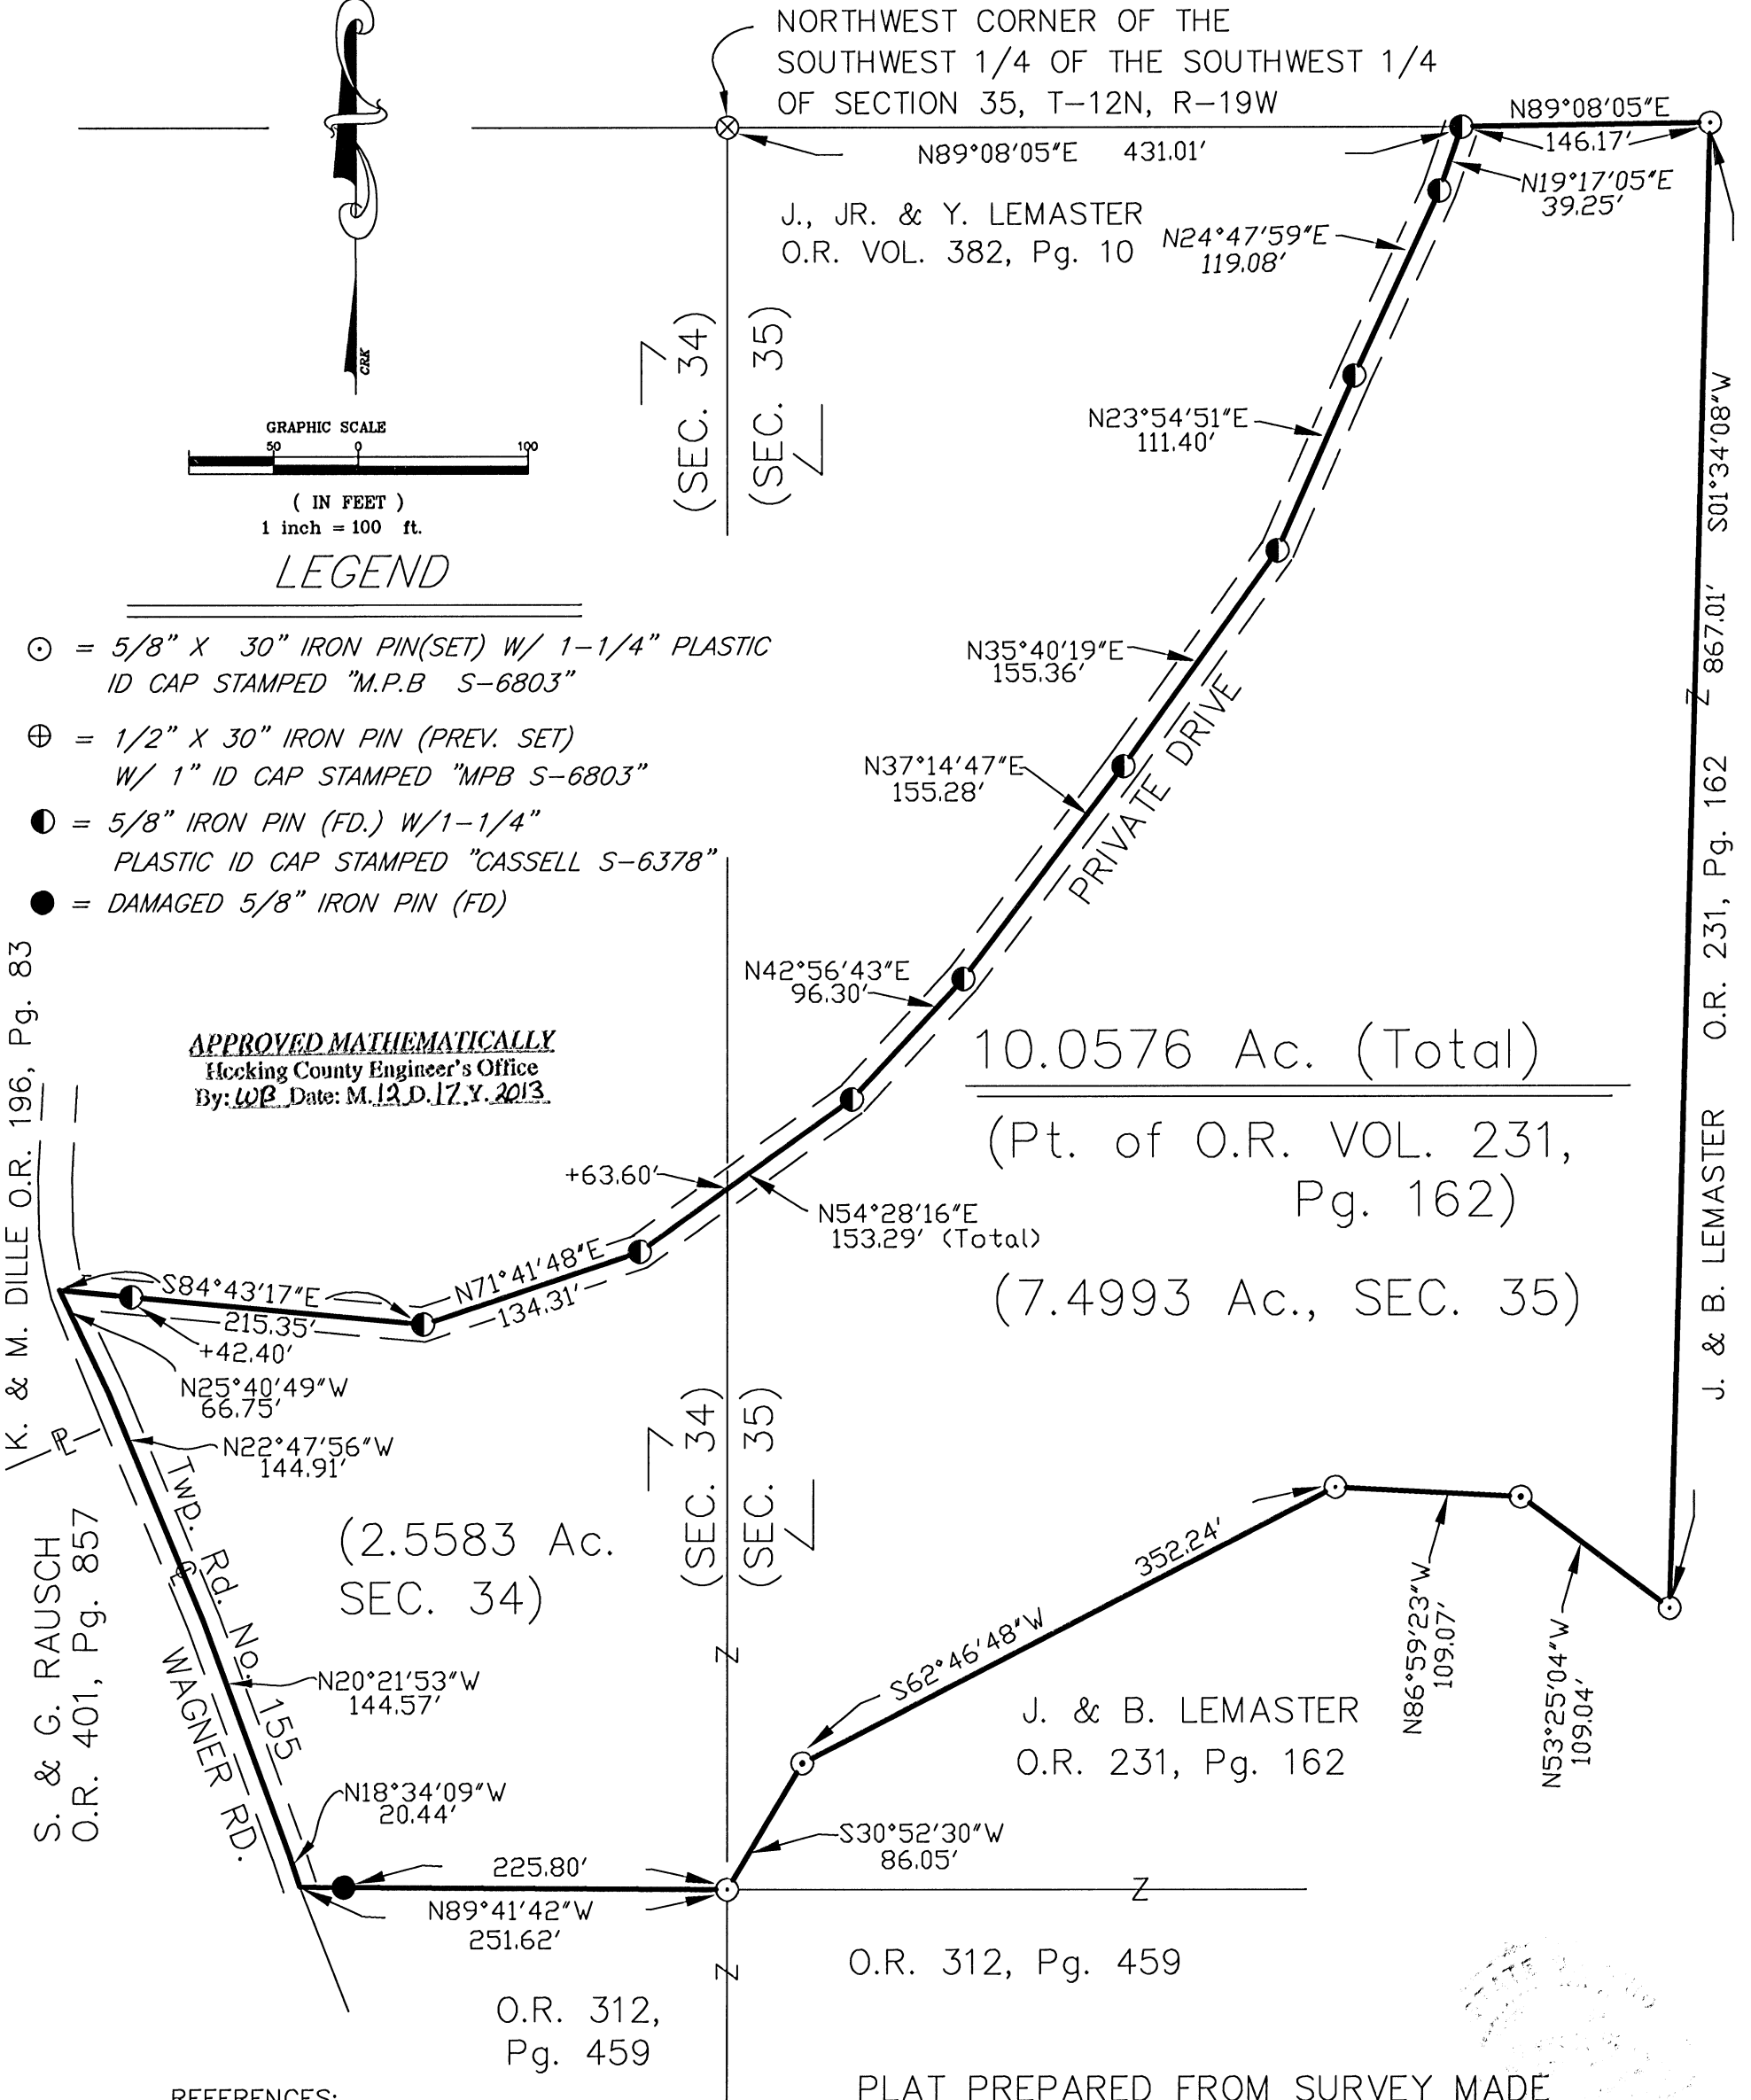 NORTHWEST CORNER OF THE
SOUTHWEST 1/4 OF THE SOUTHWEST 1/4
OF SECTION 35, T-12N, R-19W
N89°08'05"E
146.17'
N89°08'05"E 431.01'
N19°17'05"E
39.25'
J., JR. & Y. LEMASTER
O.R. VOL. 382, Pg. 10
N24°47'59"E
119.08'
CRK
(SEC. 34)
(SEC. 35)
GRAPHIC SCALE
50 0 100
( IN FEET )
1 inch = 100 ft.
N23°54'51"E
111.40'
S01°34'08"W
867.01'
LEGEND
= 5/8" X 30" IRON PIN(SET) W/ 1-1/4" PLASTIC
ID CAP STAMPED "M.P.B S-6803"
= 1/2" X 30" IRON PIN (PREV. SET)
W/ 1" ID CAP STAMPED "MPB S-6803"
= 5/8" IRON PIN (FD.) W/1-1/4"
PLASTIC ID CAP STAMPED "CASSELL S-6378"
= DAMAGED 5/8" IRON PIN (FD)
N35°40'19"E
155.36'
PRIVATE DRIVE
N37°14'47"E
155.28'
J. & B. LEMASTER O.R. 231, Pg. 162
N42°56'43"E
96.30'
K. & M. DILLE O.R. 196, Pg. 83
APPROVED MATHEMATICALLY
Hocking County Engineer's Office
By: WB Date: M.12.D.17.Y.2013
10.0576 Ac. (Total)
(Pt. of O.R. VOL. 231,
Pg. 162)
(7.4993 Ac., SEC. 35)
+63.60'
N54°28'16"E
153.29' (Total)
N71°41'48"E
134.31'
S84°43'17"E
215.35'
+42.40'
N25°40'49"W
66.75'
PL
N22°47'56"W
144.91'
(SEC. 34)
(SEC. 35)
(2.5583 Ac.
SEC. 34)
Twp. Rd. No. 155
WAGNER RD.
S. & G. RAUSCH
O.R. 401, Pg. 857
N20°21'53"W
144.57'
N18°34'09"W
20.44'
352.24'
S62°46'48"W
N86°59'23"W
109.07'
N53°25'04"W
109.04'
J. & B. LEMASTER
O.R. 231, Pg. 162
S30°52'30"W
86.05'
225.80'
N89°41'42"W
251.62'
Z
O.R. 312, Pg. 459
O.R. 312,
Pg. 459
REFERENCES:
PLAT PREPARED FROM SURVEY MADE